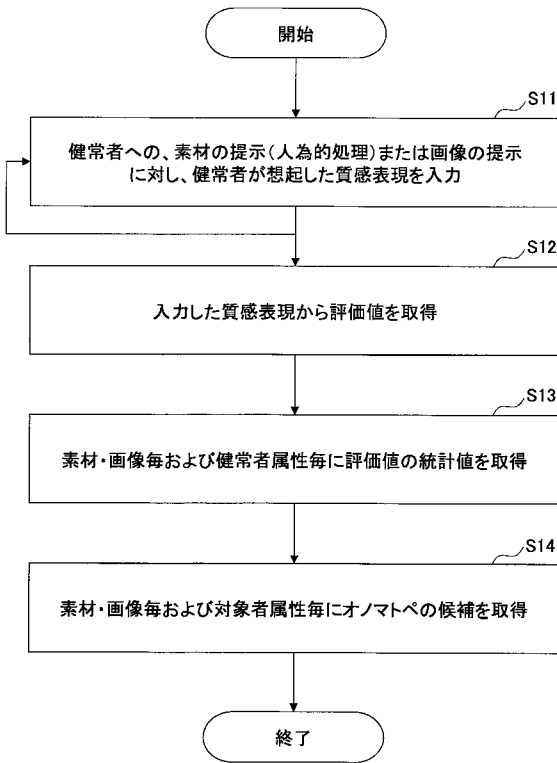 開始
S11
健常者への、素材の提示(人為的処理)または画像の提示
に対し、健常者が想起した質感表現を入力
S12
入力した質感表現から評価値を取得
S13
素材・画像毎および健常者属性毎に評価値の統計値を取得
S14
素材・画像毎および対象者属性毎にオノマトペの候補を取得
終了